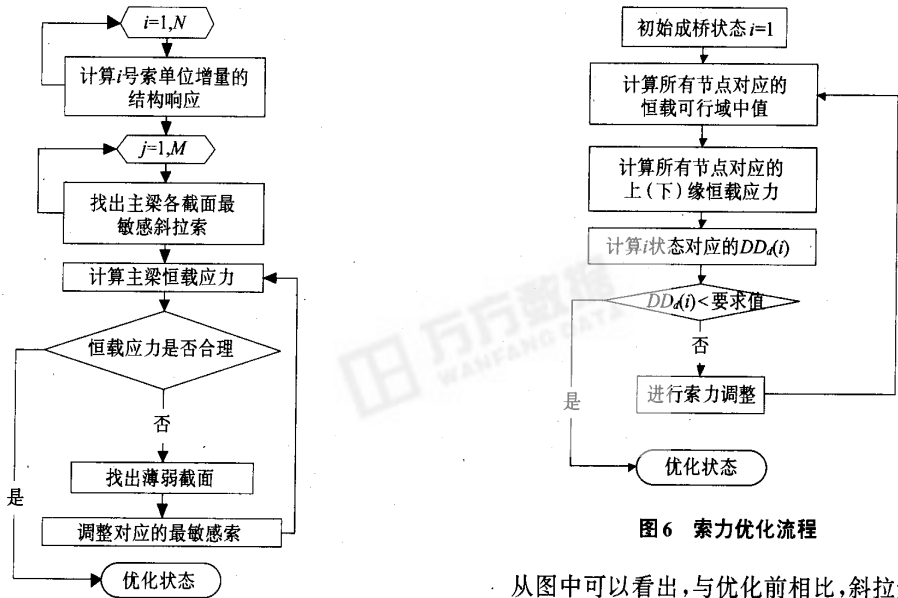 i=1,N
计算i号索单位增量的
结构响应
j=1,M
找出主梁各截面最
敏感斜拉索
计算主梁恒载应力
恒载应力是否合理
否
找出薄弱截面
是
调整对应的最敏感索
优化状态
初始成桥状态i=1
计算所有节点对应的
恒载可行域中值
计算所有节点对应的
上(下)缘恒载应力
计算i状态对应的DD_d(i)
DD_d(i)<要求值
否
进行索力调整
是
优化状态
图6 索力优化流程
从图中可以看出,与优化前相比,斜拉
万方数据
WANFANG DATA